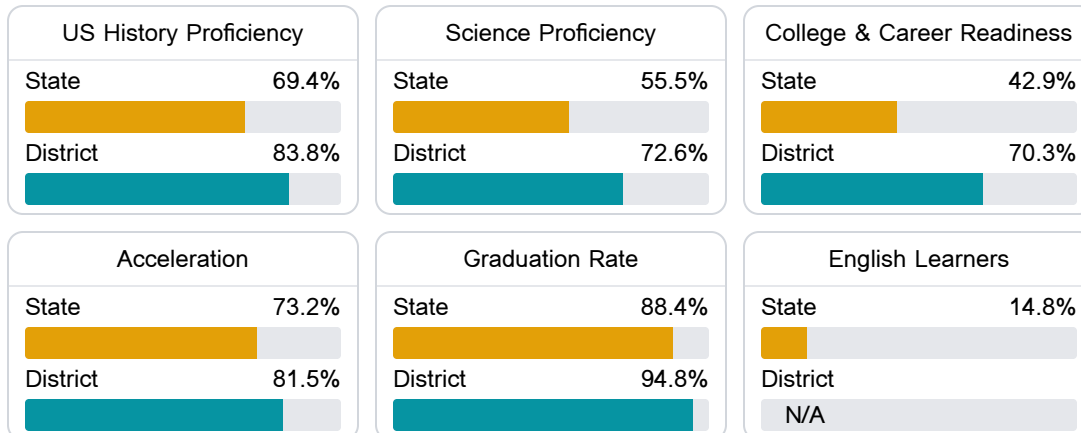 US History Proficiency
State 69.4%
District 83.8%
Science Proficiency
State 55.5%
District 72.6%
College & Career Readiness
State 42.9%
District 70.3%
Acceleration
State 73.2%
District 81.5%
Graduation Rate
State 88.4%
District 94.8%
English Learners
State 14.8%
District
N/A